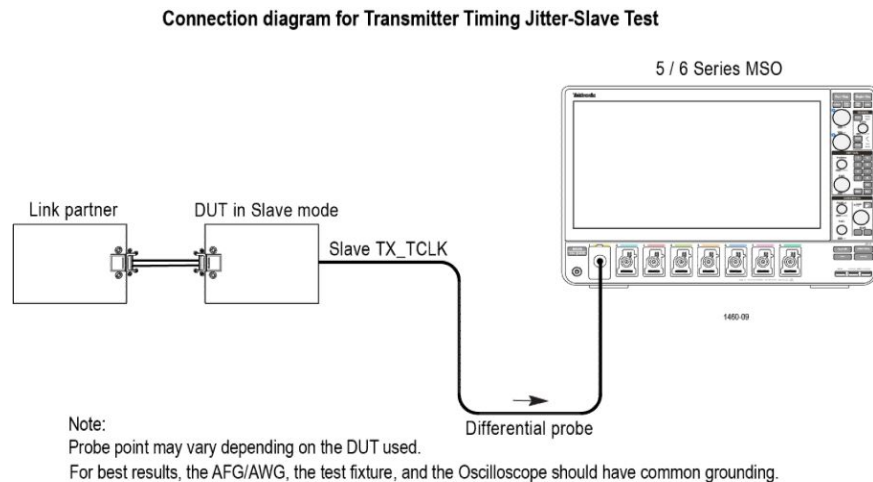 Connection diagram for Transmitter Timing Jitter-Slave Test
5 / 6 Series MSO
Tektronix
Link partner
DUT in Slave mode
Slave TX_TCLK
1460-09
Differential probe
Note:
Probe point may vary depending on the DUT used.
For best results, the AFG/AWG, the test fixture, and the Oscilloscope should have common grounding.